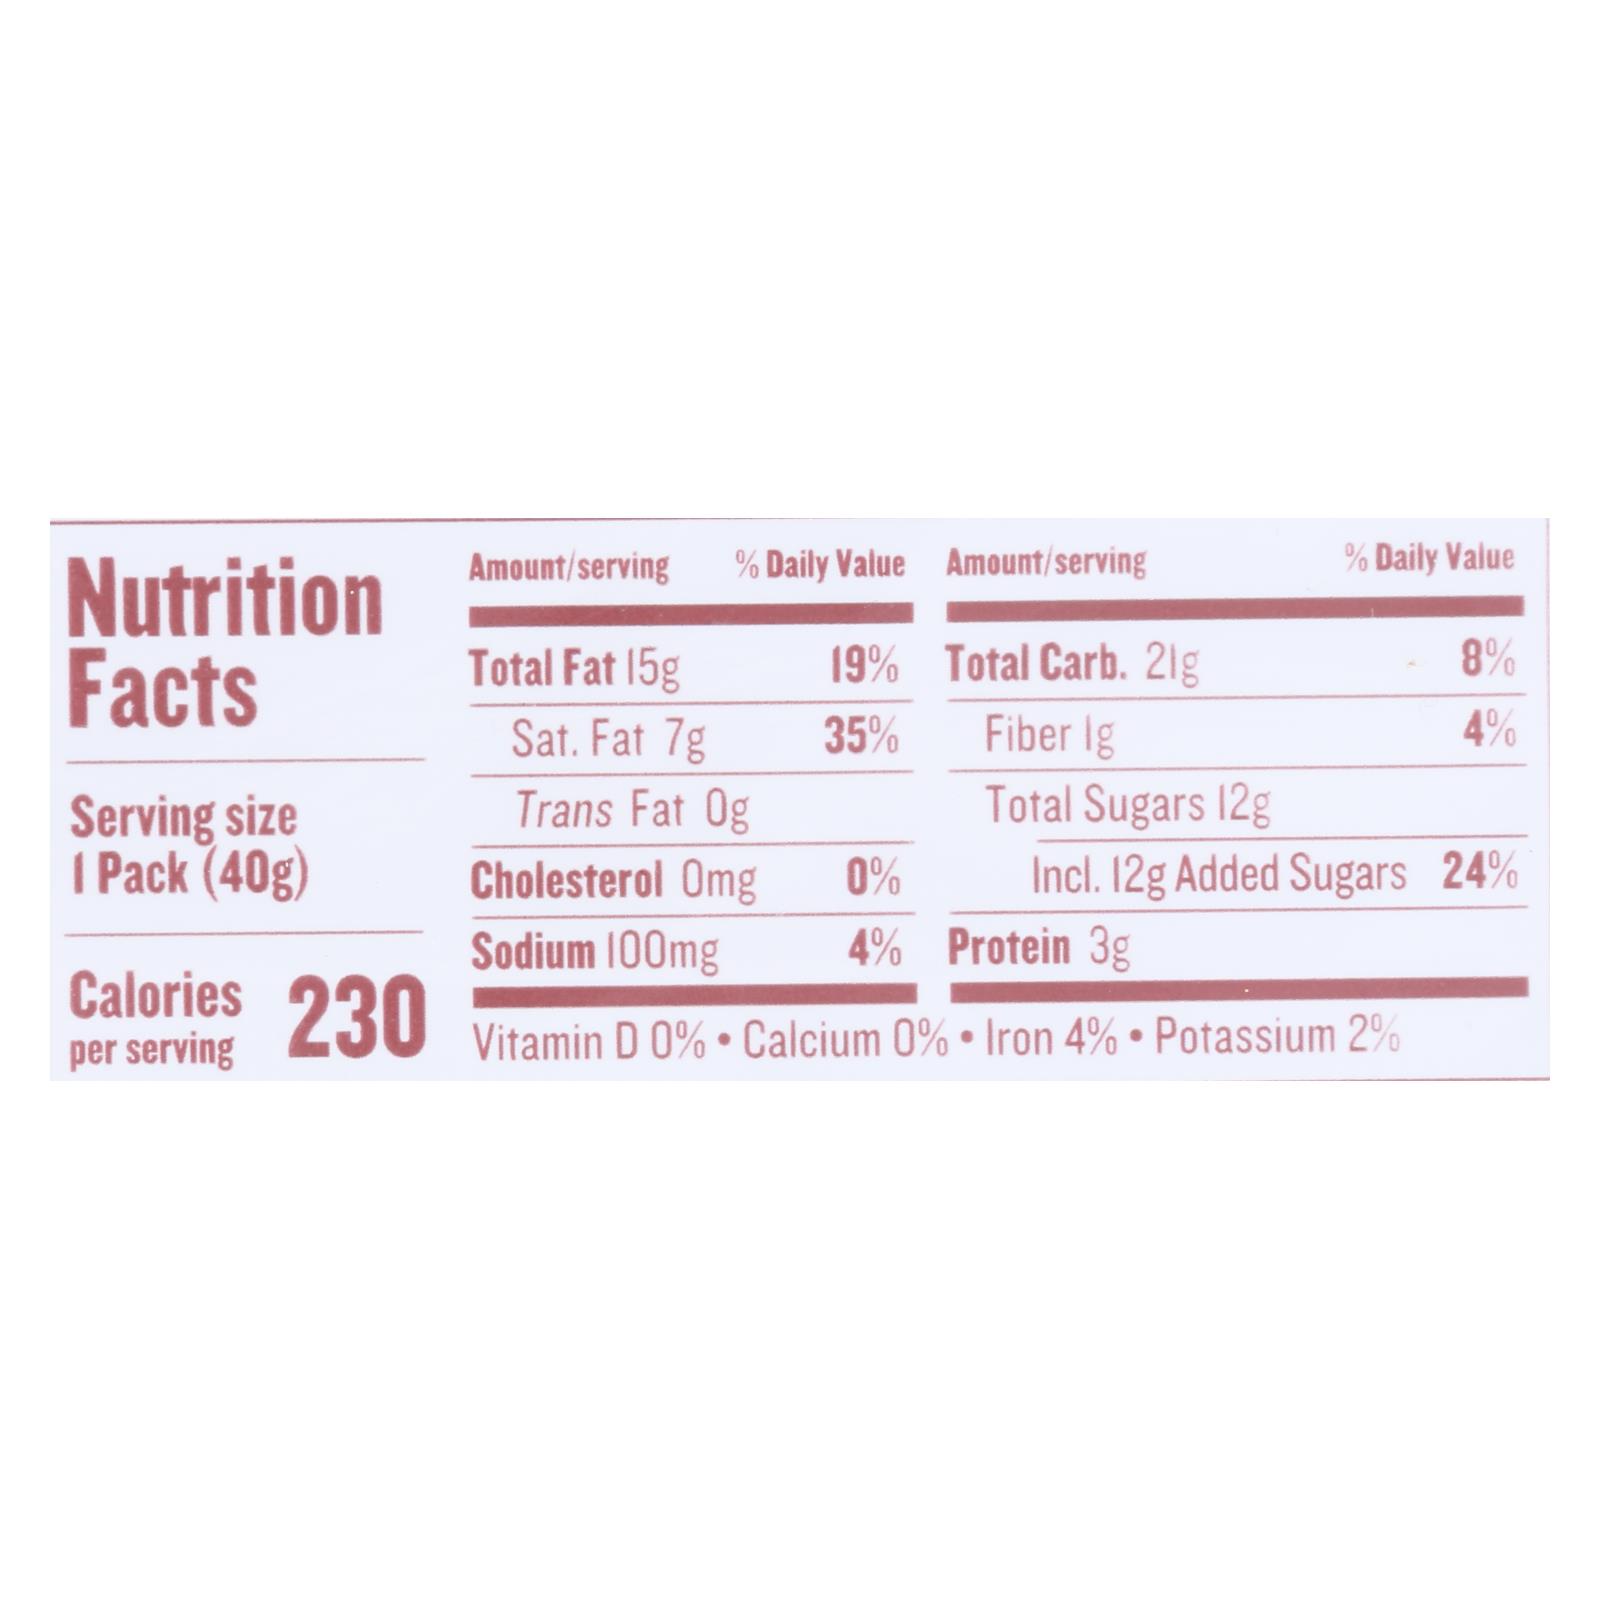 Nutrition
Facts
Serving size
1 Pack (40g)
Calories
per serving
230
Amount/serving % Daily Value
Total Fat 15g 19%
Sat. Fat 7g 35%
Trans Fat 0g
Cholesterol 0mg 0%
Sodium 100mg 4%
Amount/serving % Daily Value
Total Carb. 21g 8%
Fiber 1g 4%
Total Sugars 12g
Incl. 12g Added Sugars 24%
Protein 3g
Vitamin D 0% • Calcium 0% • Iron 4% • Potassium 2%